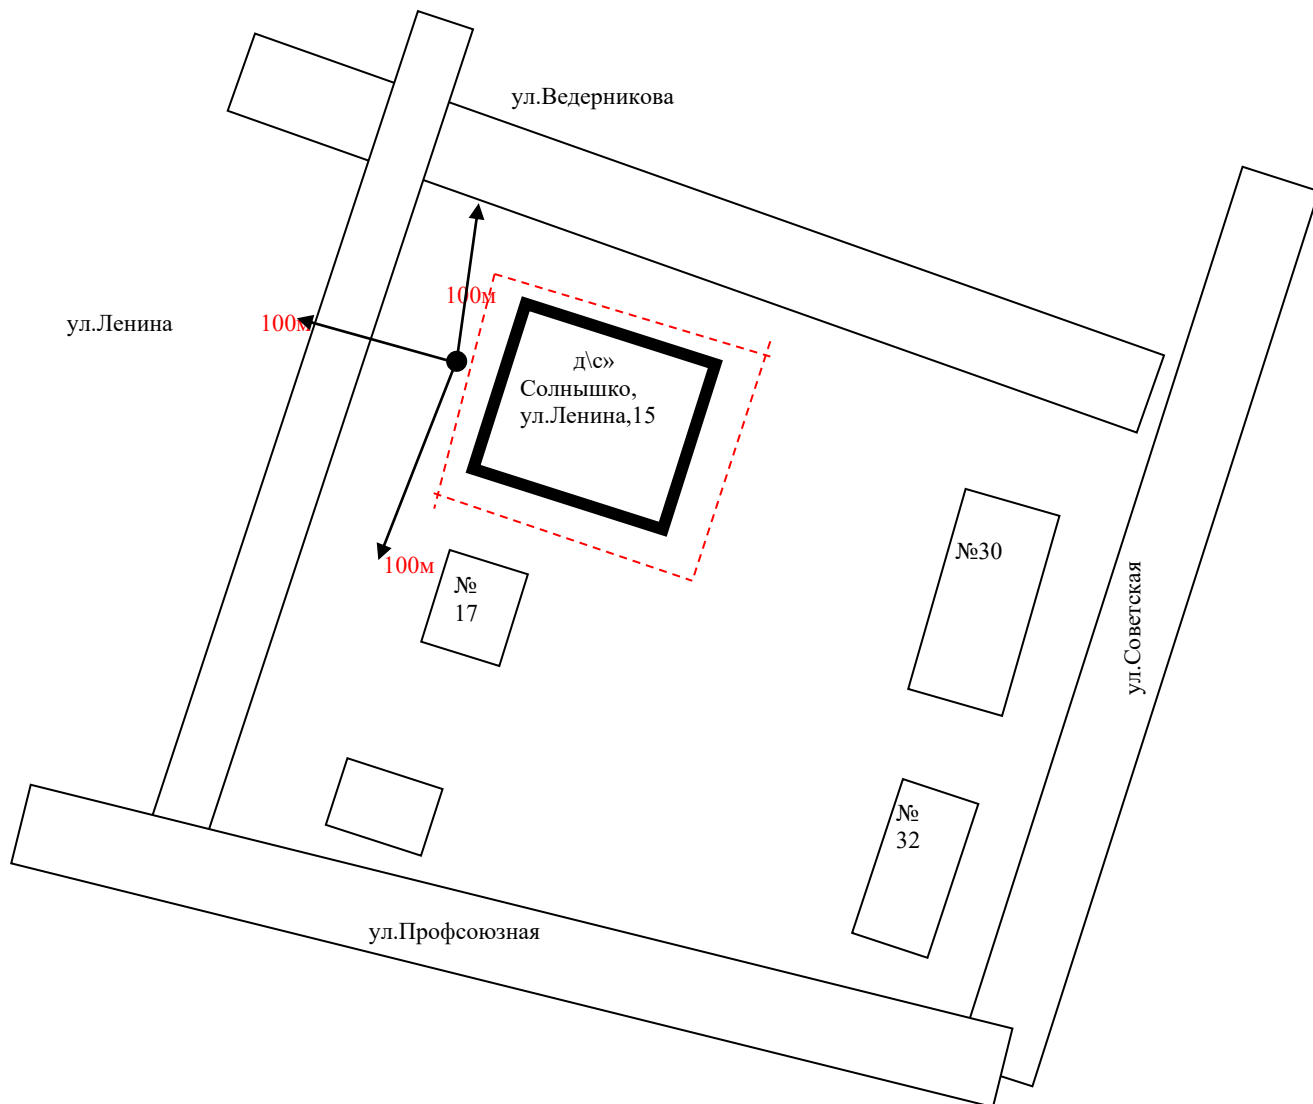 ул.Ведерникова
100м
ул.Ленина
100м
д\с»
Солнышко,
ул.Ленина,15
100м
№
17
№30
ул.Советская
№
32
ул.Профсоюзная